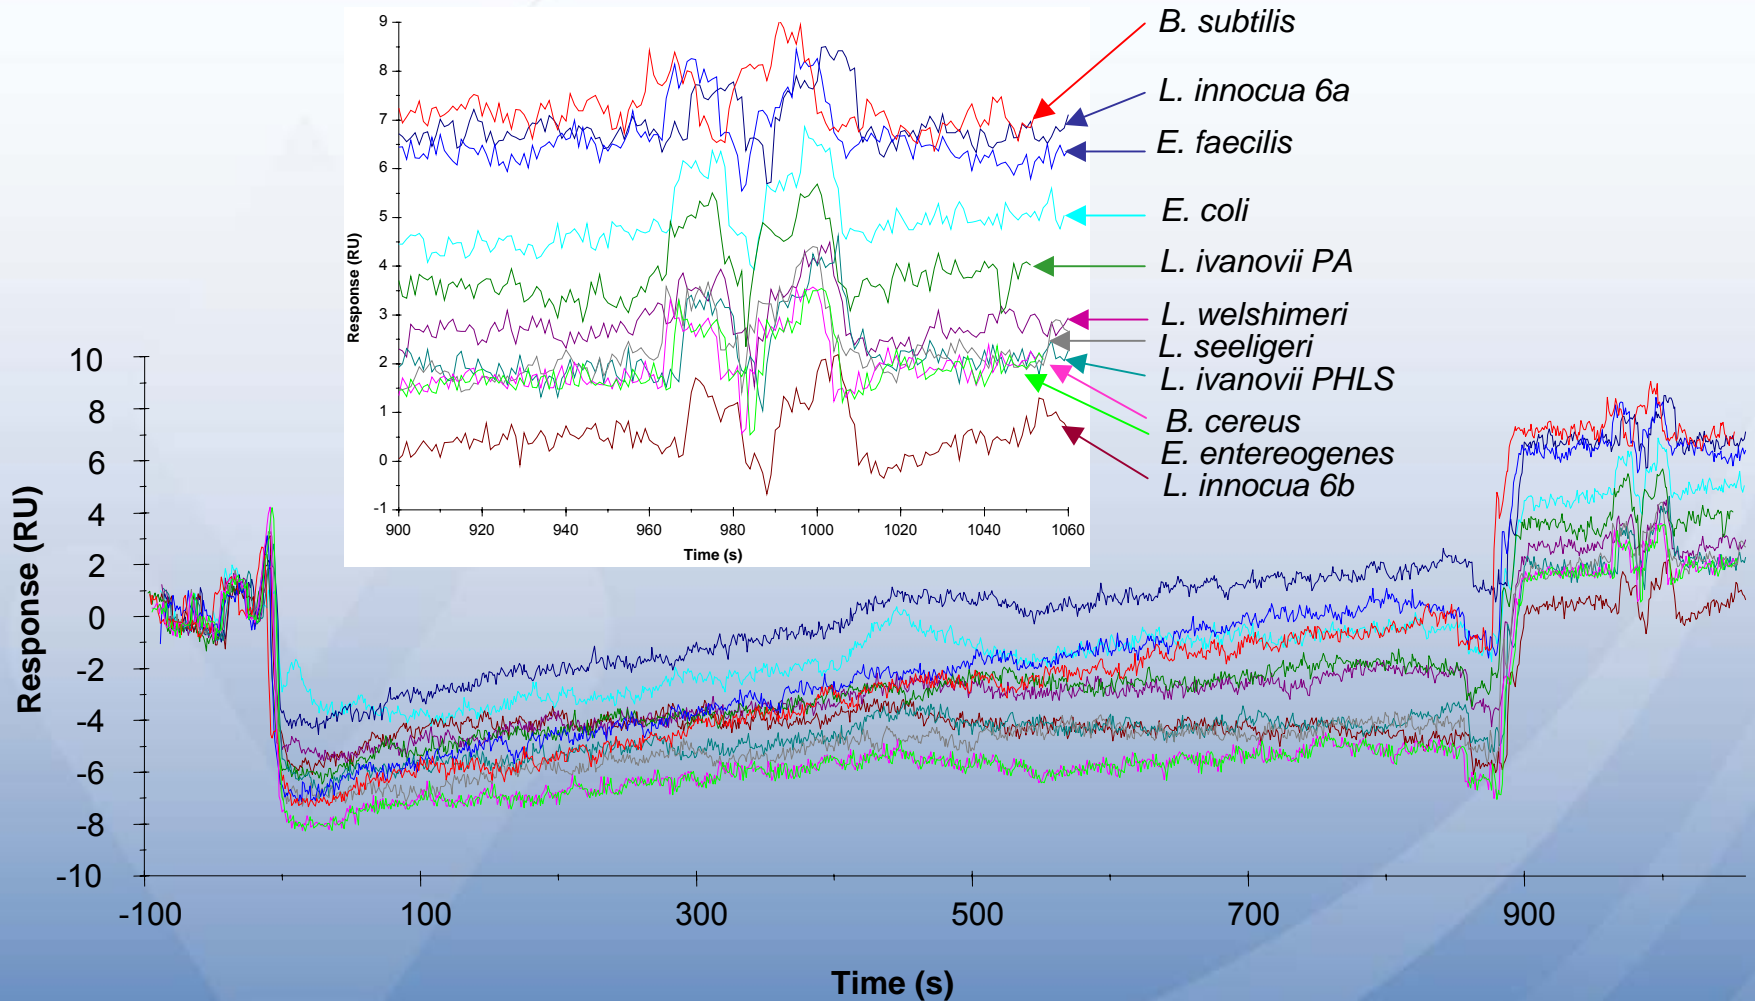 B. subtilis
L. innocua 6a
E. faecilis
E. coli
L. ivanovii PA
L. welshimeri
L. seeligeri
L. ivanovii PHLS
B. cereus
E. entereogenes
L. innocua 6b
9
8
7
6
5
4
3
2
1
0
-1
Response (RU)
900 920 940 960 980 1000 1020 1040 1060
Time (s)
10
8
6
4
2
0
-2
-4
-6
-8
-10
Response (RU)
-100 100 300 500 700 900
Time (s)